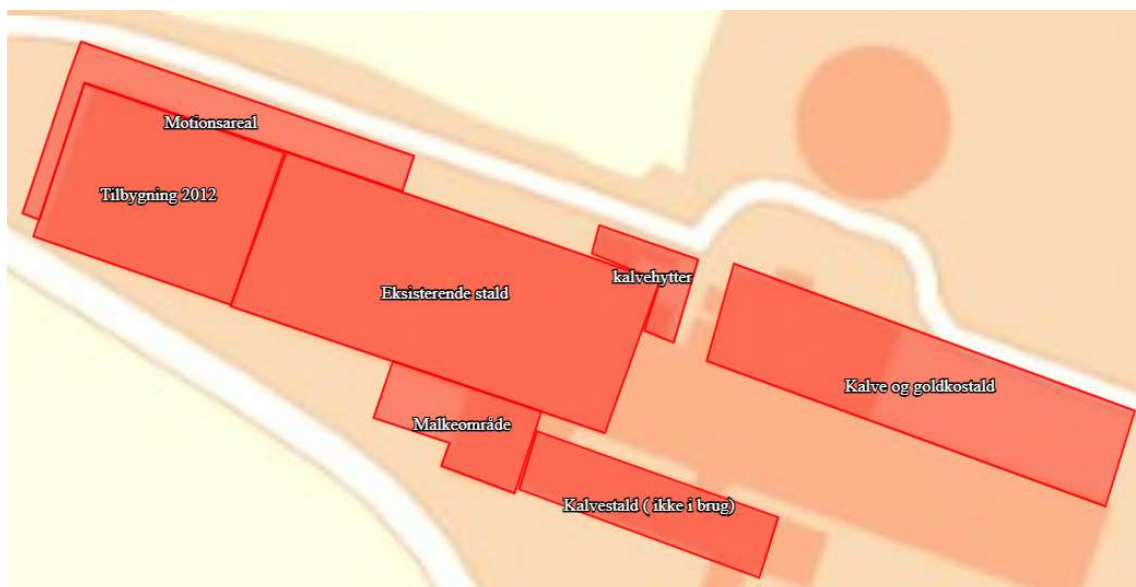 Motionsareal
Tilbygning 2012
kalvehytter
Eksisterende stald
Kalve og goldkostald
Malkeområde
Kalvestald ( ikke i brug)